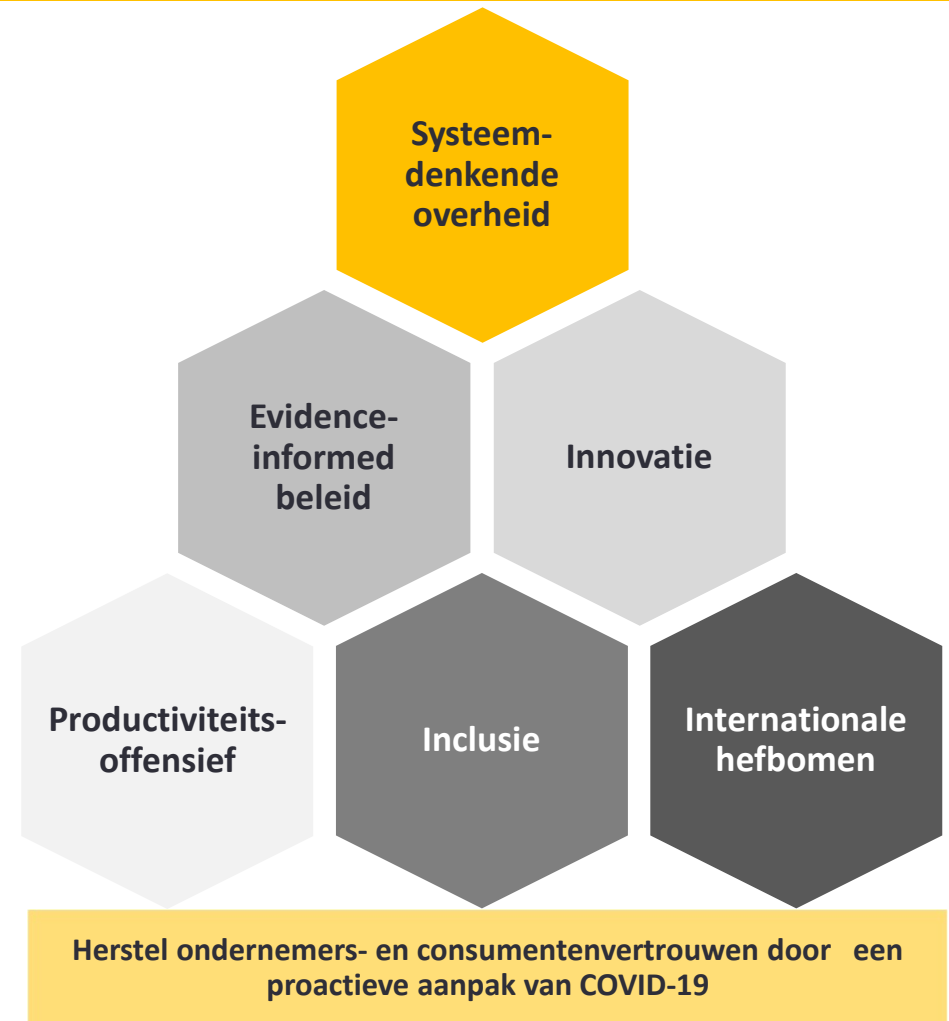 Systeem-
denkende
overheid
Evidence-
informed
beleid
Innovatie
Productiviteits-
offensief
Inclusie
Internationale
hefbomen
Herstel ondernemers- en consumentenvertrouwen door een
proactieve aanpak van COVID-19